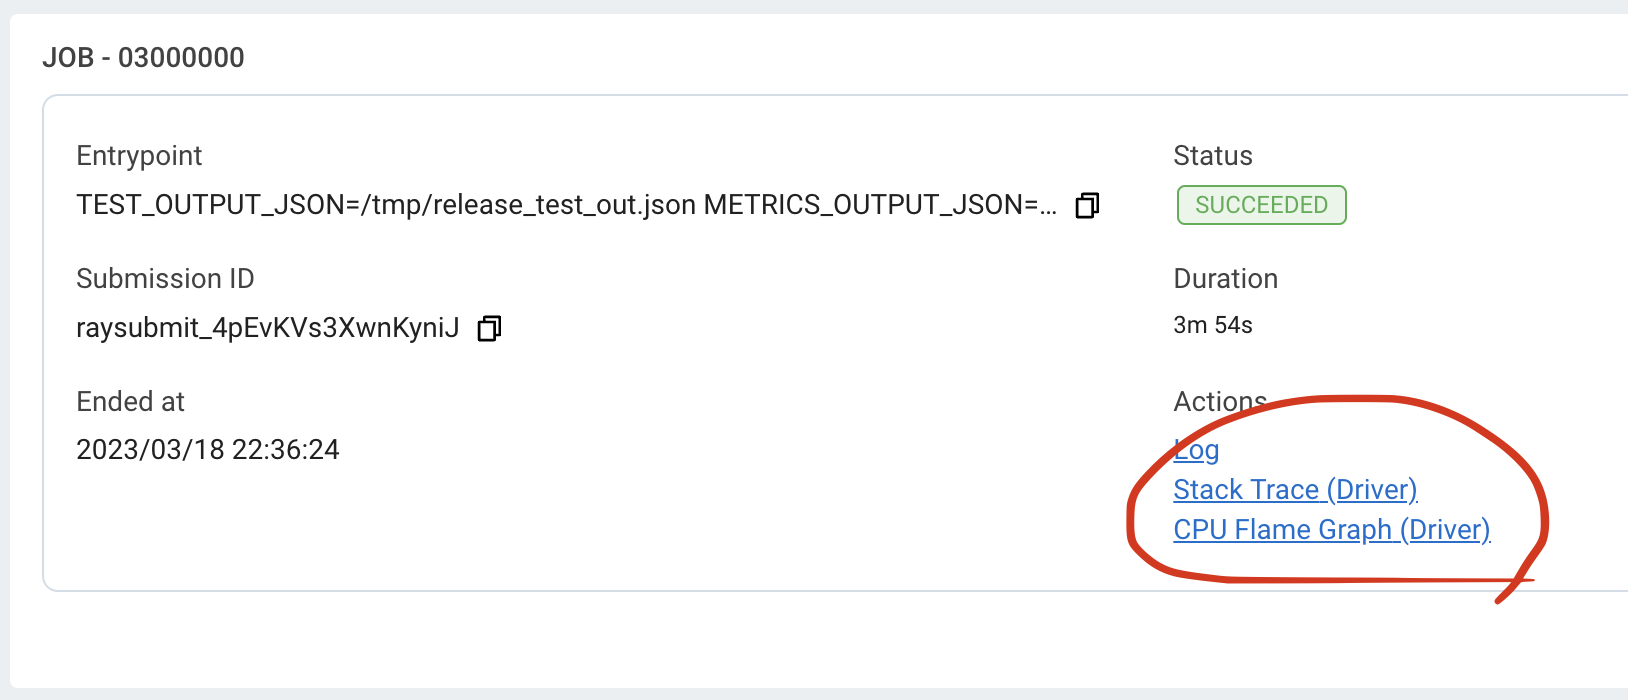 JOB - 03000000
Entrypoint
TEST_OUTPUT_JSON=/tmp/release_test_out.json METRICS_OUTPUT_JSON=...
Submission ID
raysubmit_4pEvKVs3XwnKyniJ
Ended at
2023/03/18 22:36:24
Status
SUCCEEDED
Duration
3m 54s
Actions
Log
Stack Trace (Driver)
CPU Flame Graph (Driver)